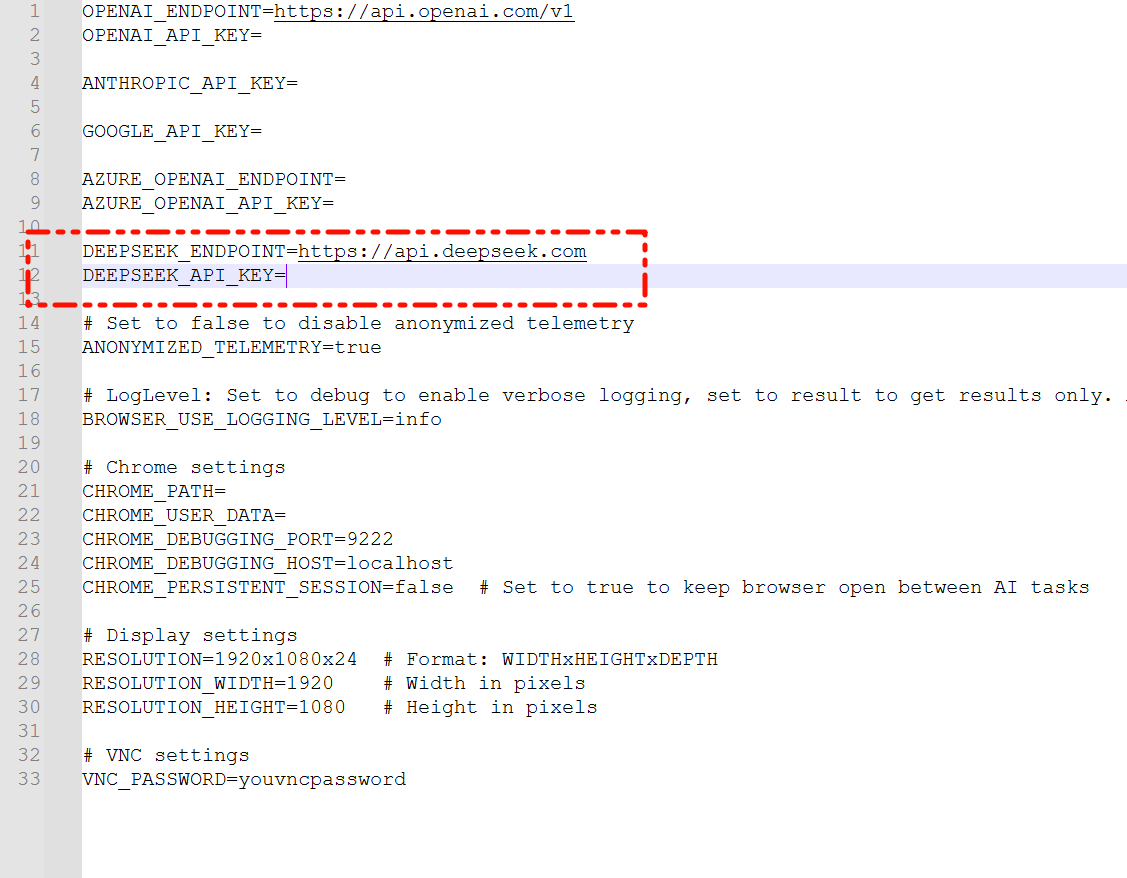 1 OPENAI_ENDPOINT=https://api.openai.com/v1
2 OPENAI_API_KEY=
3
4 ANTHROPIC_API_KEY=
5
6 GOOGLE_API_KEY=
7
8 AZURE_OPENAI_ENDPOINT=
9 AZURE_OPENAI_API_KEY=
10
11 DEEPSEEK_ENDPOINT=https://api.deepseek.com
12 DEEPSEEK_API_KEY=
13
14 # Set to false to disable anonymized telemetry
15 ANONYMIZED_TELEMETRY=true
16
17 # LogLevel: Set to debug to enable verbose logging, set to result to get results only.
18 BROWSER_USE_LOGGING_LEVEL=info
19
20 # Chrome settings
21 CHROME_PATH=
22 CHROME_USER_DATA=
23 CHROME_DEBUGGING_PORT=9222
24 CHROME_DEBUGGING_HOST=localhost
25 CHROME_PERSISTENT_SESSION=false # Set to true to keep browser open between AI tasks
26
27 # Display settings
28 RESOLUTION=1920x1080x24 # Format: WIDTHxHEIGHTxDEPTH
29 RESOLUTION_WIDTH=1920 # Width in pixels
30 RESOLUTION_HEIGHT=1080 # Height in pixels
31
32 # VNC settings
33 VNC_PASSWORD=youvncpassword